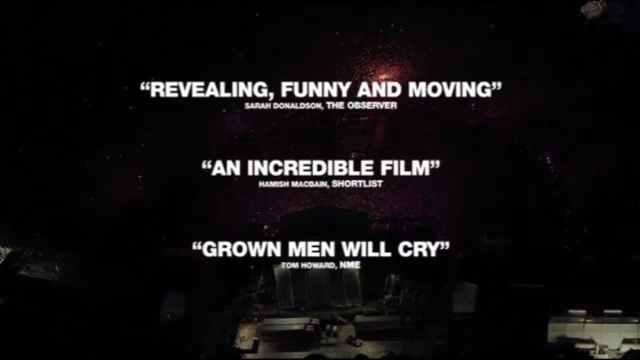 “REVEALING, FUNNY AND MOVING”
SARAH DONALDSON, THE OBSERVER
“AN INCREDIBLE FILM”
HAMISH MACBAIN, SHORTLIST
“GROWN MEN WILL CRY”
TOM HOWARD, NME